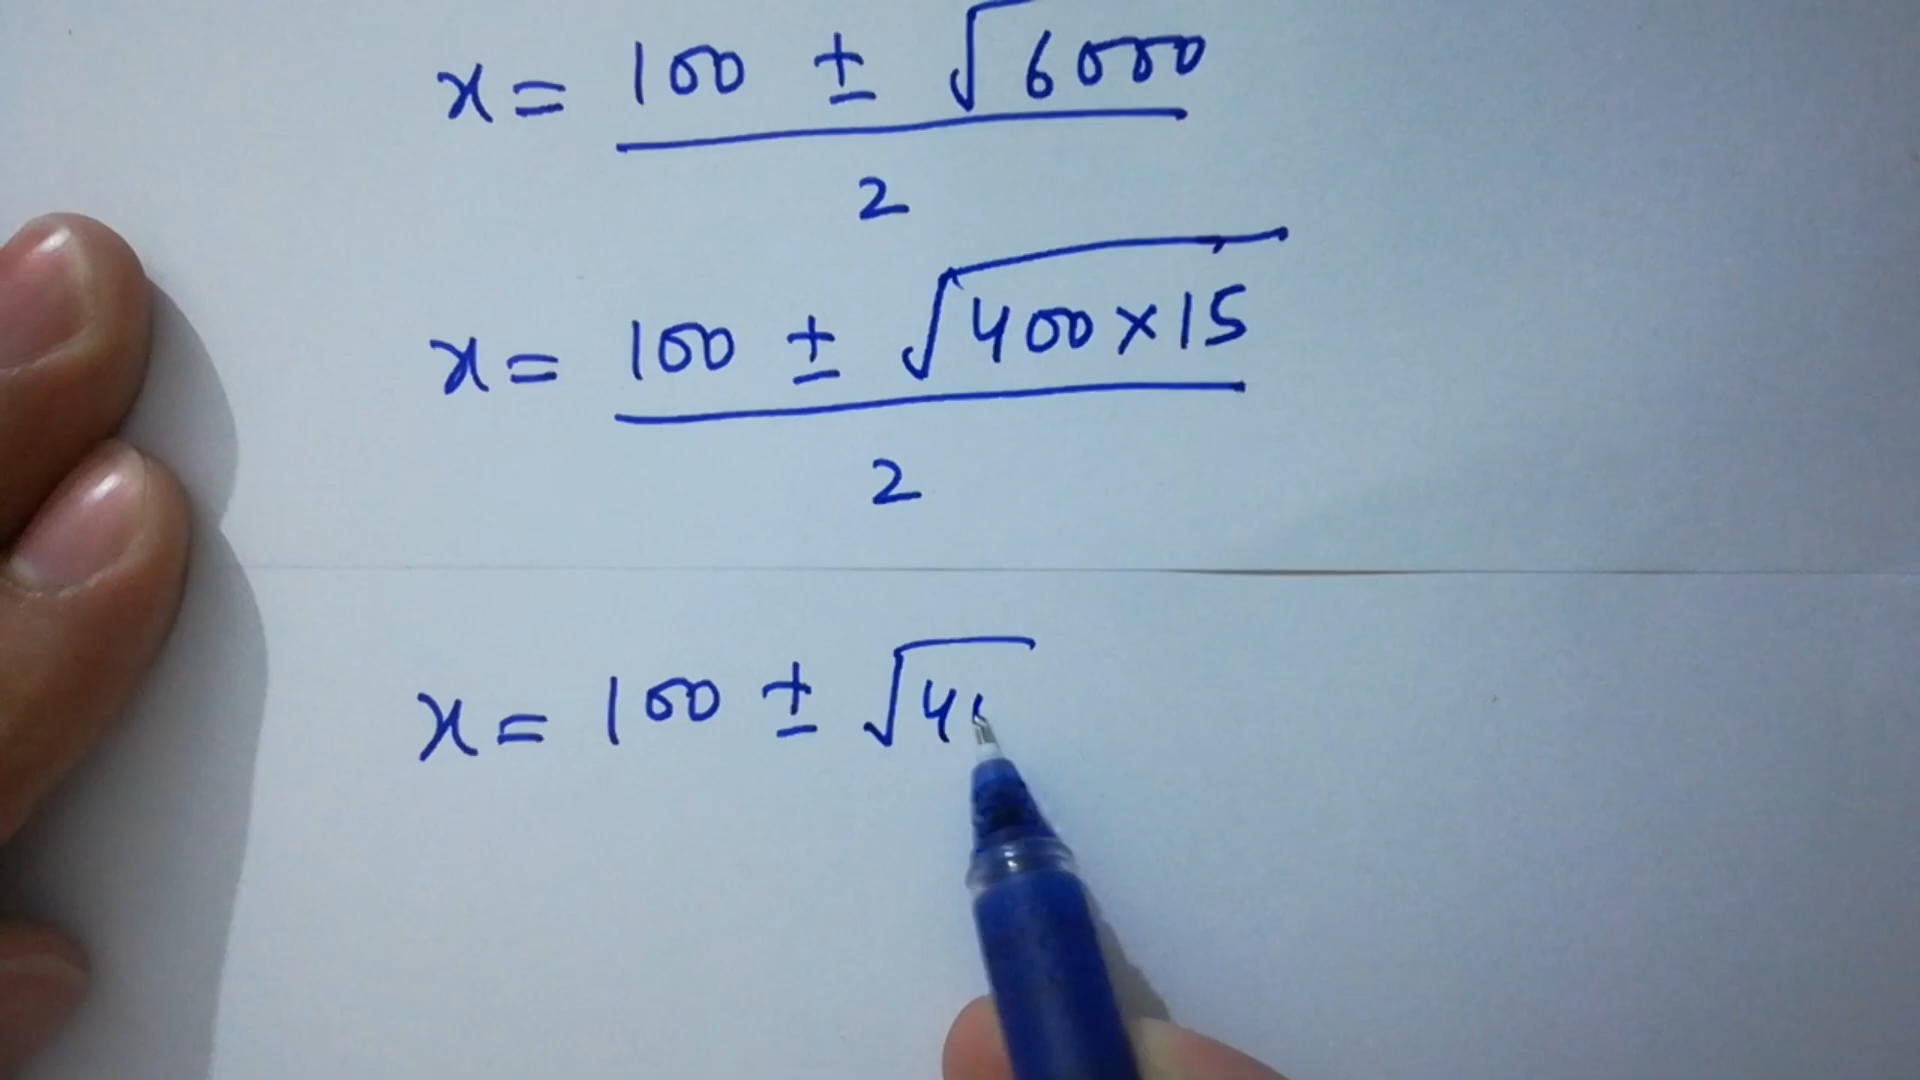 x = 100 ± √6000
2
x = 100 ± √400×15
2
x = 100 ± √4